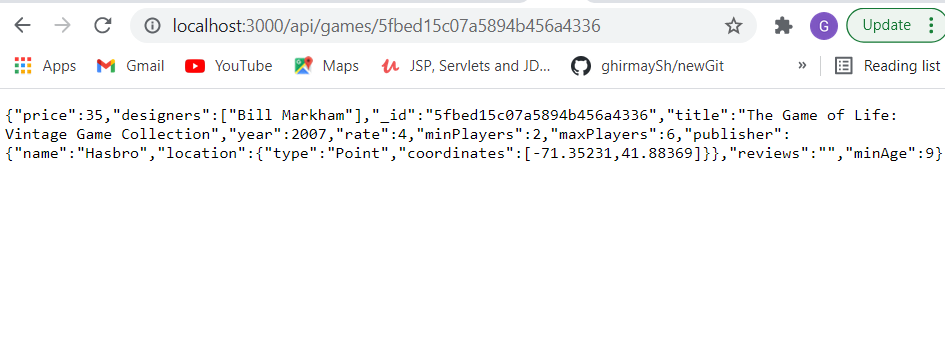 localhost:3000/api/games/5fbed15c07a5894b456a4336
G
Update
Apps
Gmail
YouTube
Maps
JSP, Servlets and JD...
ghirmaySh/newGit
»
Reading list
{"price":35,"designers":["Bill Markham"],"_id":"5fbed15c07a5894b456a4336","title":"The Game of Life:
Vintage Game Collection","year":2007,"rate":4,"minPlayers":2,"maxPlayers":6,"publisher":
{"name":"Hasbro","location":{"type":"Point","coordinates":[-71.35231,41.88369]}},"reviews":"","minAge":9}